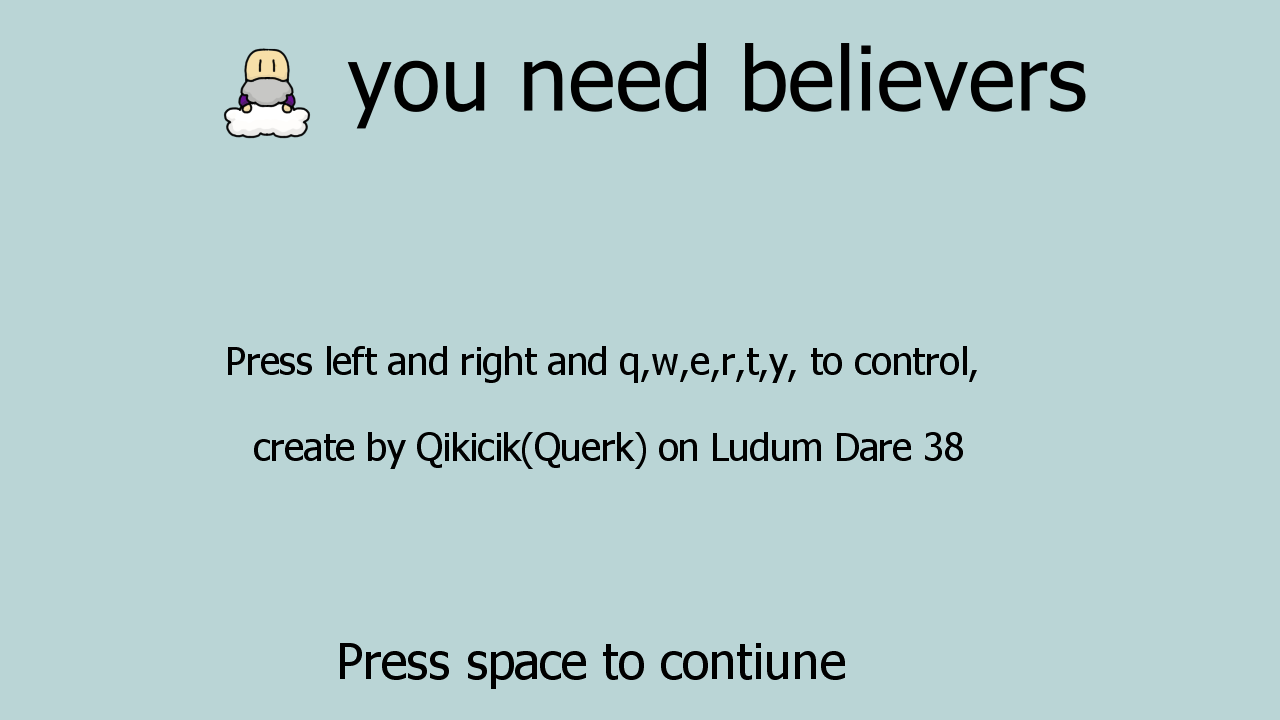 you need believers
Press left and right and q,w,e,r,t,y, to control,
create by Qikicik(Querk) on Ludum Dare 38
Press space to contiune